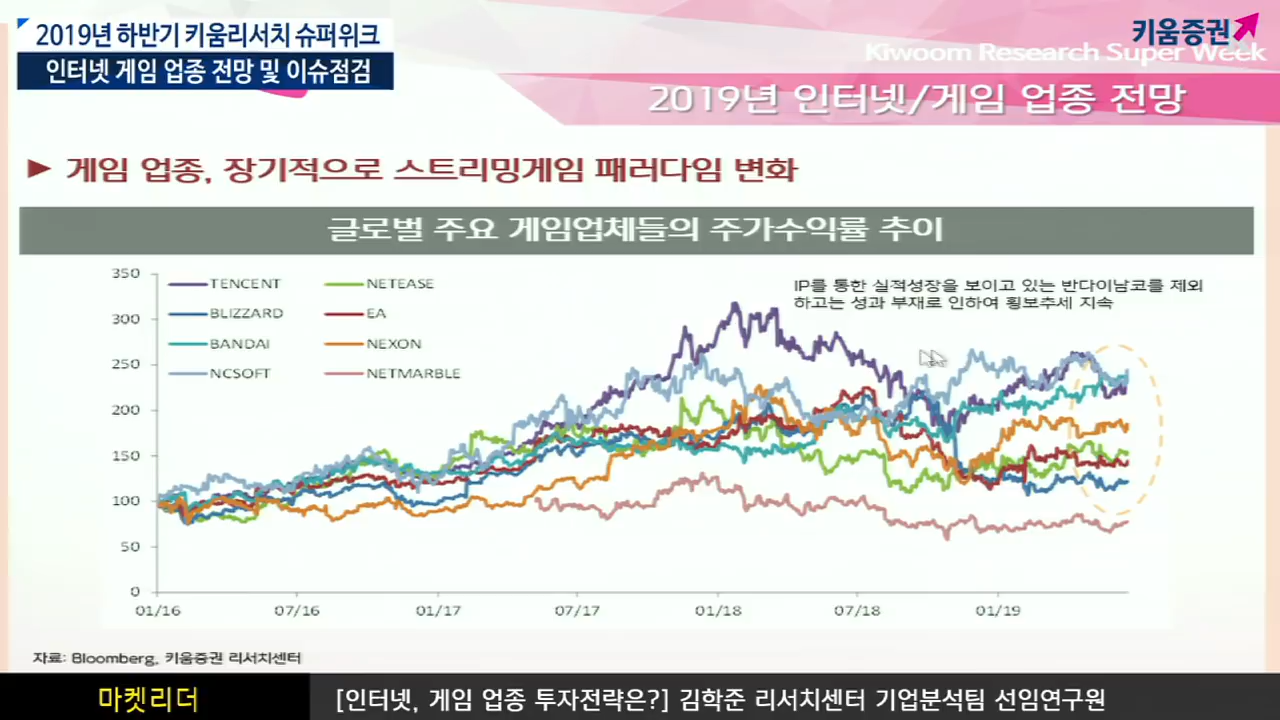 2019년 하반기 키움리서치 슈퍼위크
인터넷 게임 업종 전망 및 이슈점검
키움증권
Kiwoom Research Super Week
2019년 인터넷/게임 업종 전망
▶ 게임 업종, 장기적으로 스트리밍게임 패러다임 변화
글로벌 주요 게임업체들의 주가수익률 추이
350
300
250
200
150
100
50
0
TENCENT
NETEASE
BLIZZARD
EA
BANDAI
NEXON
NCSOFT
NETMARBLE
IP를 통한 실적성장을 보이고 있는 반다이남코를 제외
하고는 성과 부재로 인하여 횡보추세 지속
01/16 07/16 01/17 07/17 01/18 07/18 01/19
자료: Bloomberg, 키움증권 리서치센터
마켓리더
[인터넷, 게임 업종 투자전략은?] 김학준 리서치센터 기업분석팀 선임연구원